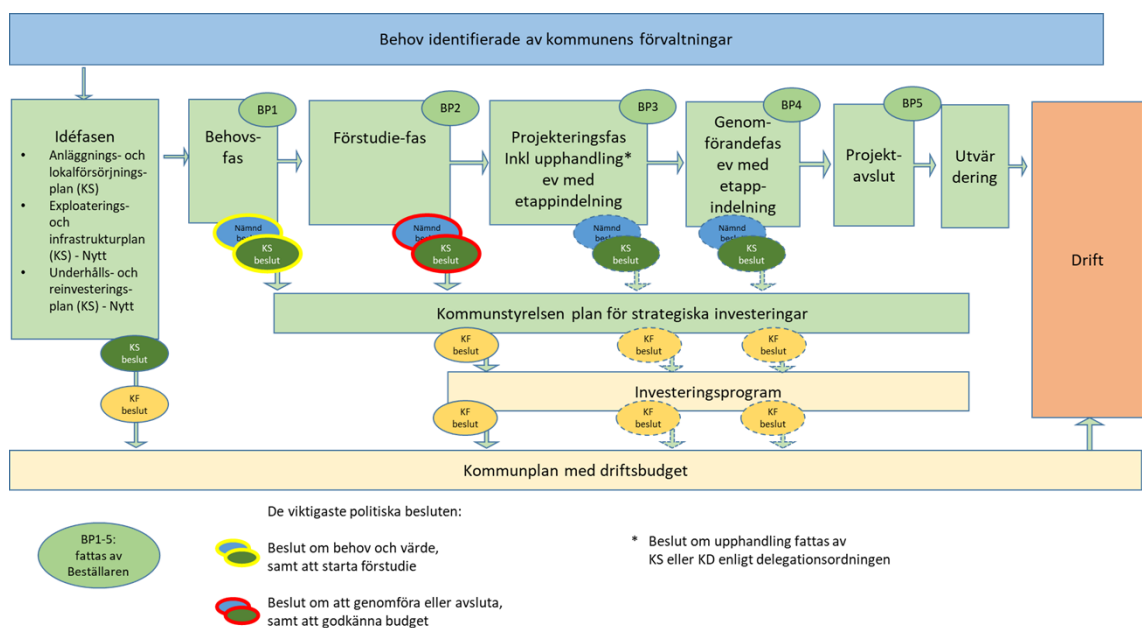 Behov identifierade av kommunens förvaltningar
Idéfasen
• Anläggnings- och
lokalförsörjnings-
plan (KS)
• Exploaterings-
och
infrastrukturplan
(KS) - Nytt
• Underhålls- och
reinvesterings-
plan (KS) - Nytt
BP1
Behovs-
fas
BP2
Förstudie-fas
BP3
Projekteringsfas
Inkl upphandling*
ev med
etappindelning
BP4
Genom-
förandefas
ev med
etapp-
indelning
BP5
Projekt-
avslut
Utvär
dering
Drift
Nämnd
KS
beslut
Nämnd
KS
beslut
Nämnd
KS
beslut
Nämnd
KS
beslut
Kommunstyrelsen plan för strategiska investeringar
KF
beslut
KF
beslut
KF
beslut
KS
beslut
KF
beslut
Investeringsprogram
KF
beslut
KF
beslut
KF
beslut
Kommunplan med driftsbudget
BP1-5:
fattas av
Beställaren
De viktigaste politiska besluten:
Beslut om behov och värde,
samt att starta förstudie
Beslut om att genomföra eller avsluta,
samt att godkänna budget
* Beslut om upphandling fattas av
KS eller KD enligt delegationsordningen